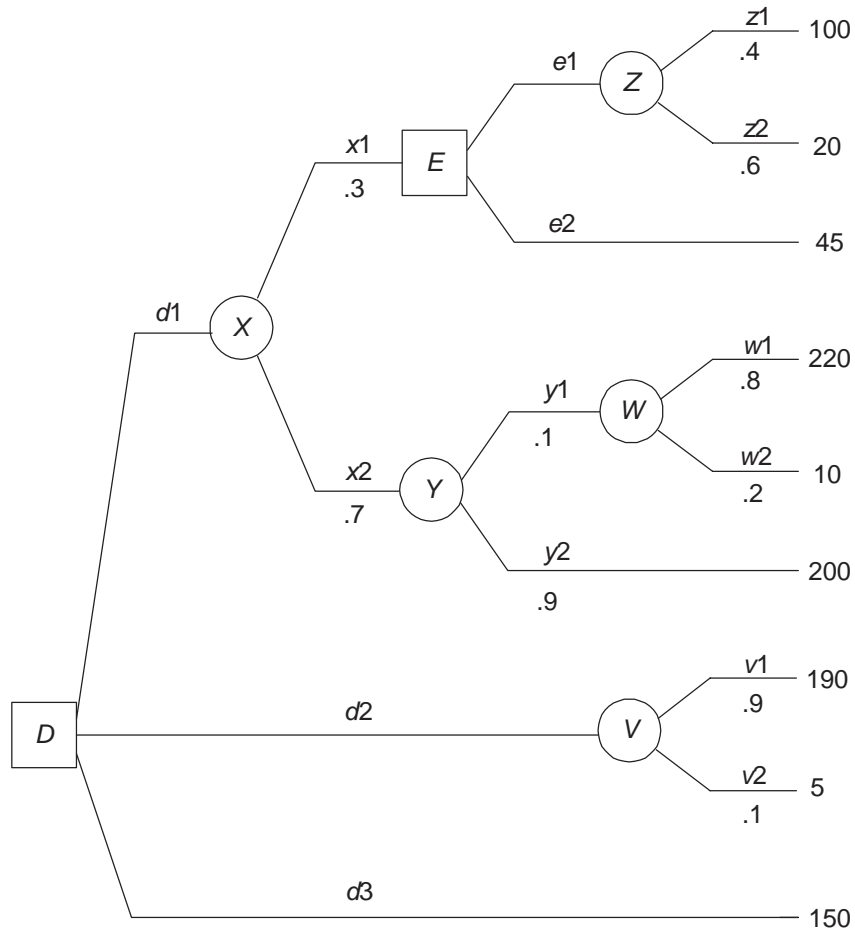 z1 100
.4
e1 Z
z2 20
.6
x1 E
.3
e2 45
d1 X
w1 220
.8
y1 W
.1
w2 10
.2
x2 Y
.7
y2 200
.9
v1 190
.9
D d2 V
v2 5
.1
d3 150